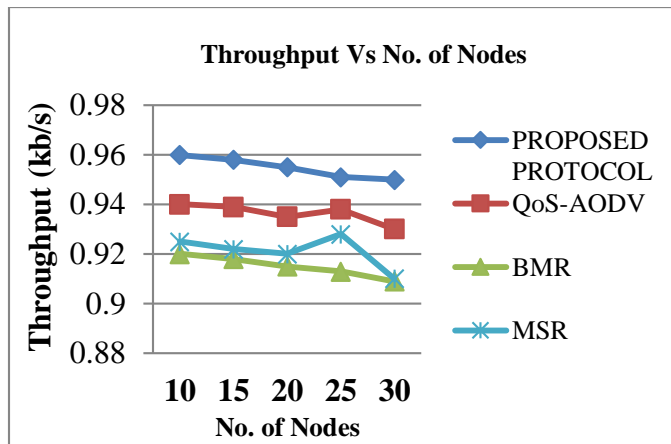 Throughput Vs No. of Nodes
Throughput (kb/s)
0.98
0.96
0.94
0.92
0.9
0.88
10 15 20 25 30
No. of Nodes
PROPOSED
PROTOCOL
QoS-AODV
BMR
MSR